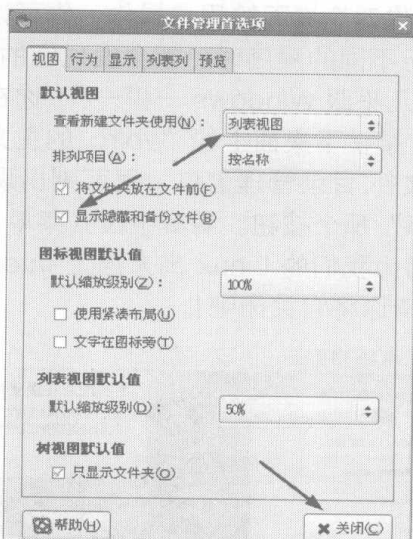 文件管理首选项
视图 行为 显示 列表列 预览
默认视图
查看新建文件夹使用(N)： 列表视图
排列项目(A)： 按名称
将文件夹放在文件前(F)
显示隐藏和备份文件(B)
图标视图默认值
默认缩放级别(Z)： 100%
使用紧凑布局(U)
文字在图标旁(T)
列表视图默认值
默认缩放级别(D)： 50%
树视图默认值
只显示文件夹(O)
帮助(H) 关闭(C)